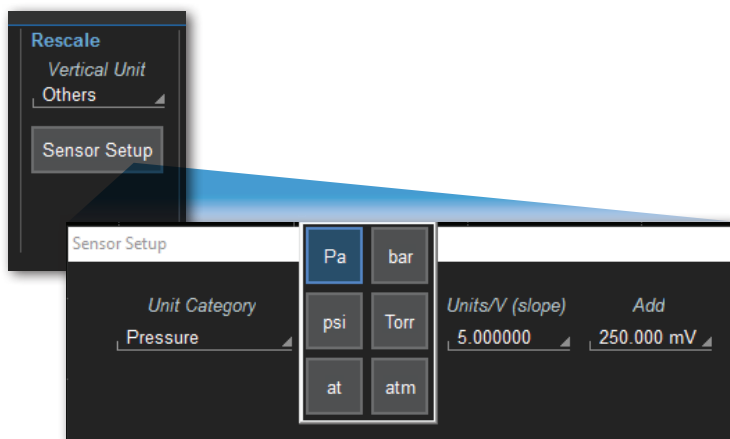 Rescale
Vertical Unit
Others
Sensor Setup
Sensor Setup
Pa bar
Unit Category Units/V (slope) Add
psi Torr
Pressure 5.000000 250.000 mV
at atm